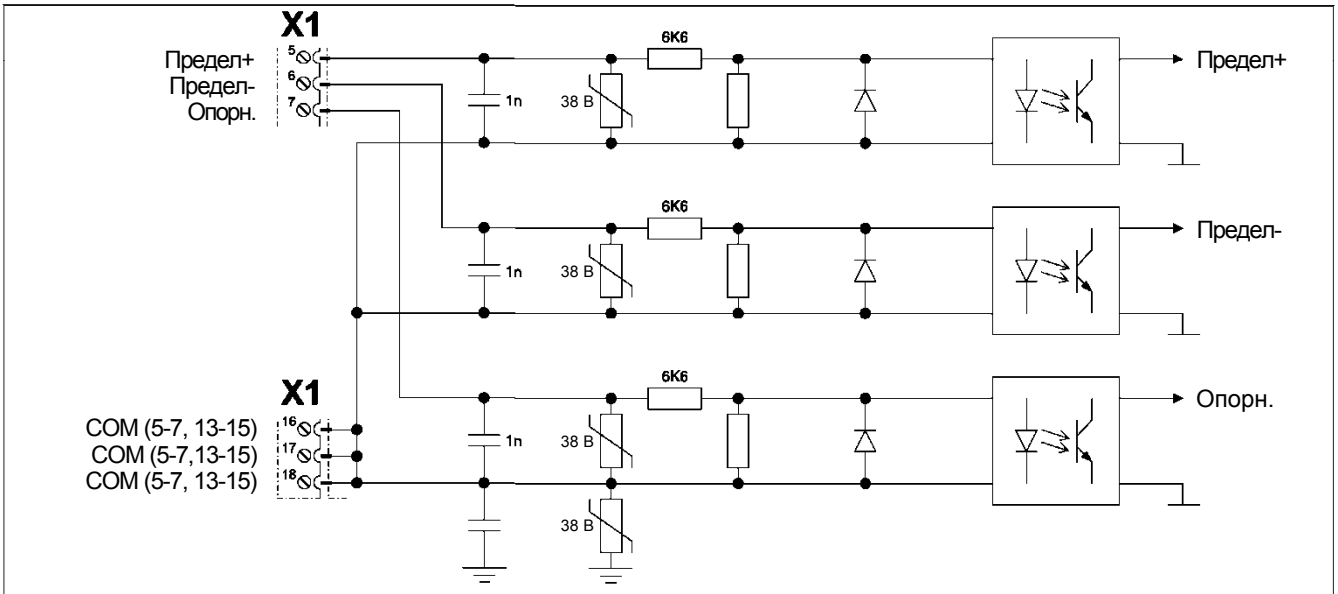 X1
5
Предел+
6
Предел-
7
Опорн.
1n
38 В
6K6
Предел+
1n
38 В
6K6
Предел-
X1
COM (5-7, 13-15)
16
COM (5-7,13-15)
17
COM (5-7, 13-15)
18
1n
38 В
6K6
Опорн.
38 В